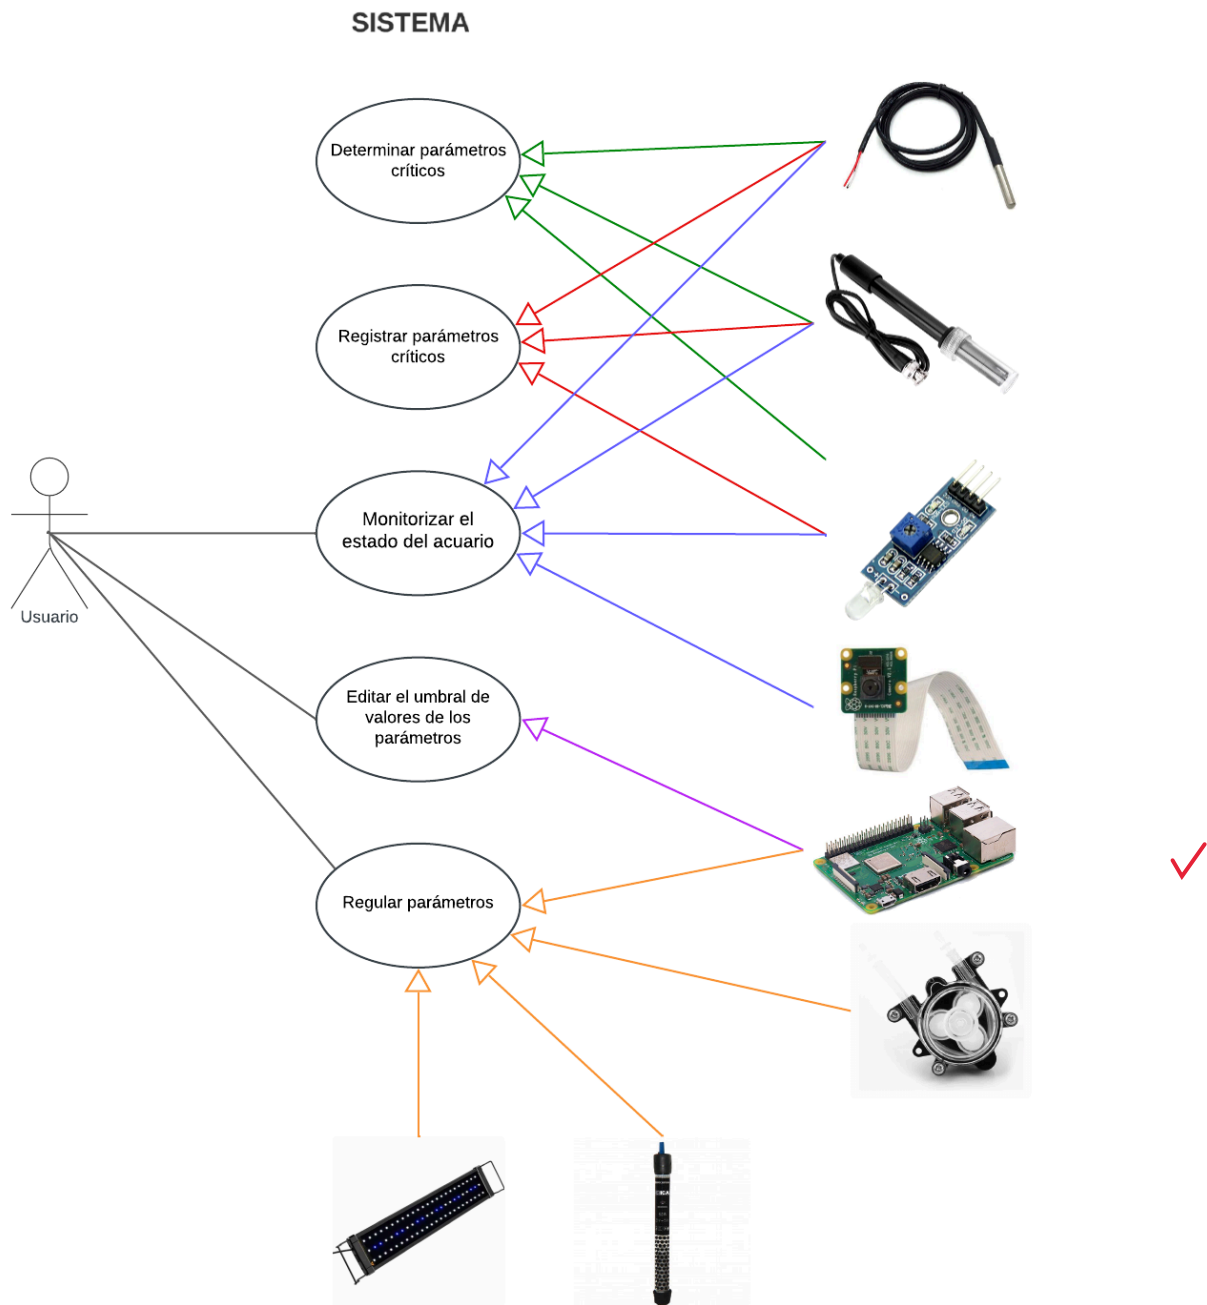 SISTEMA
Determinar parámetros
críticos
Registrar parámetros
críticos
Monitorizar el
estado del acuario
Usuario
Editar el umbral de
valores de los
parámetros
Regular parámetros